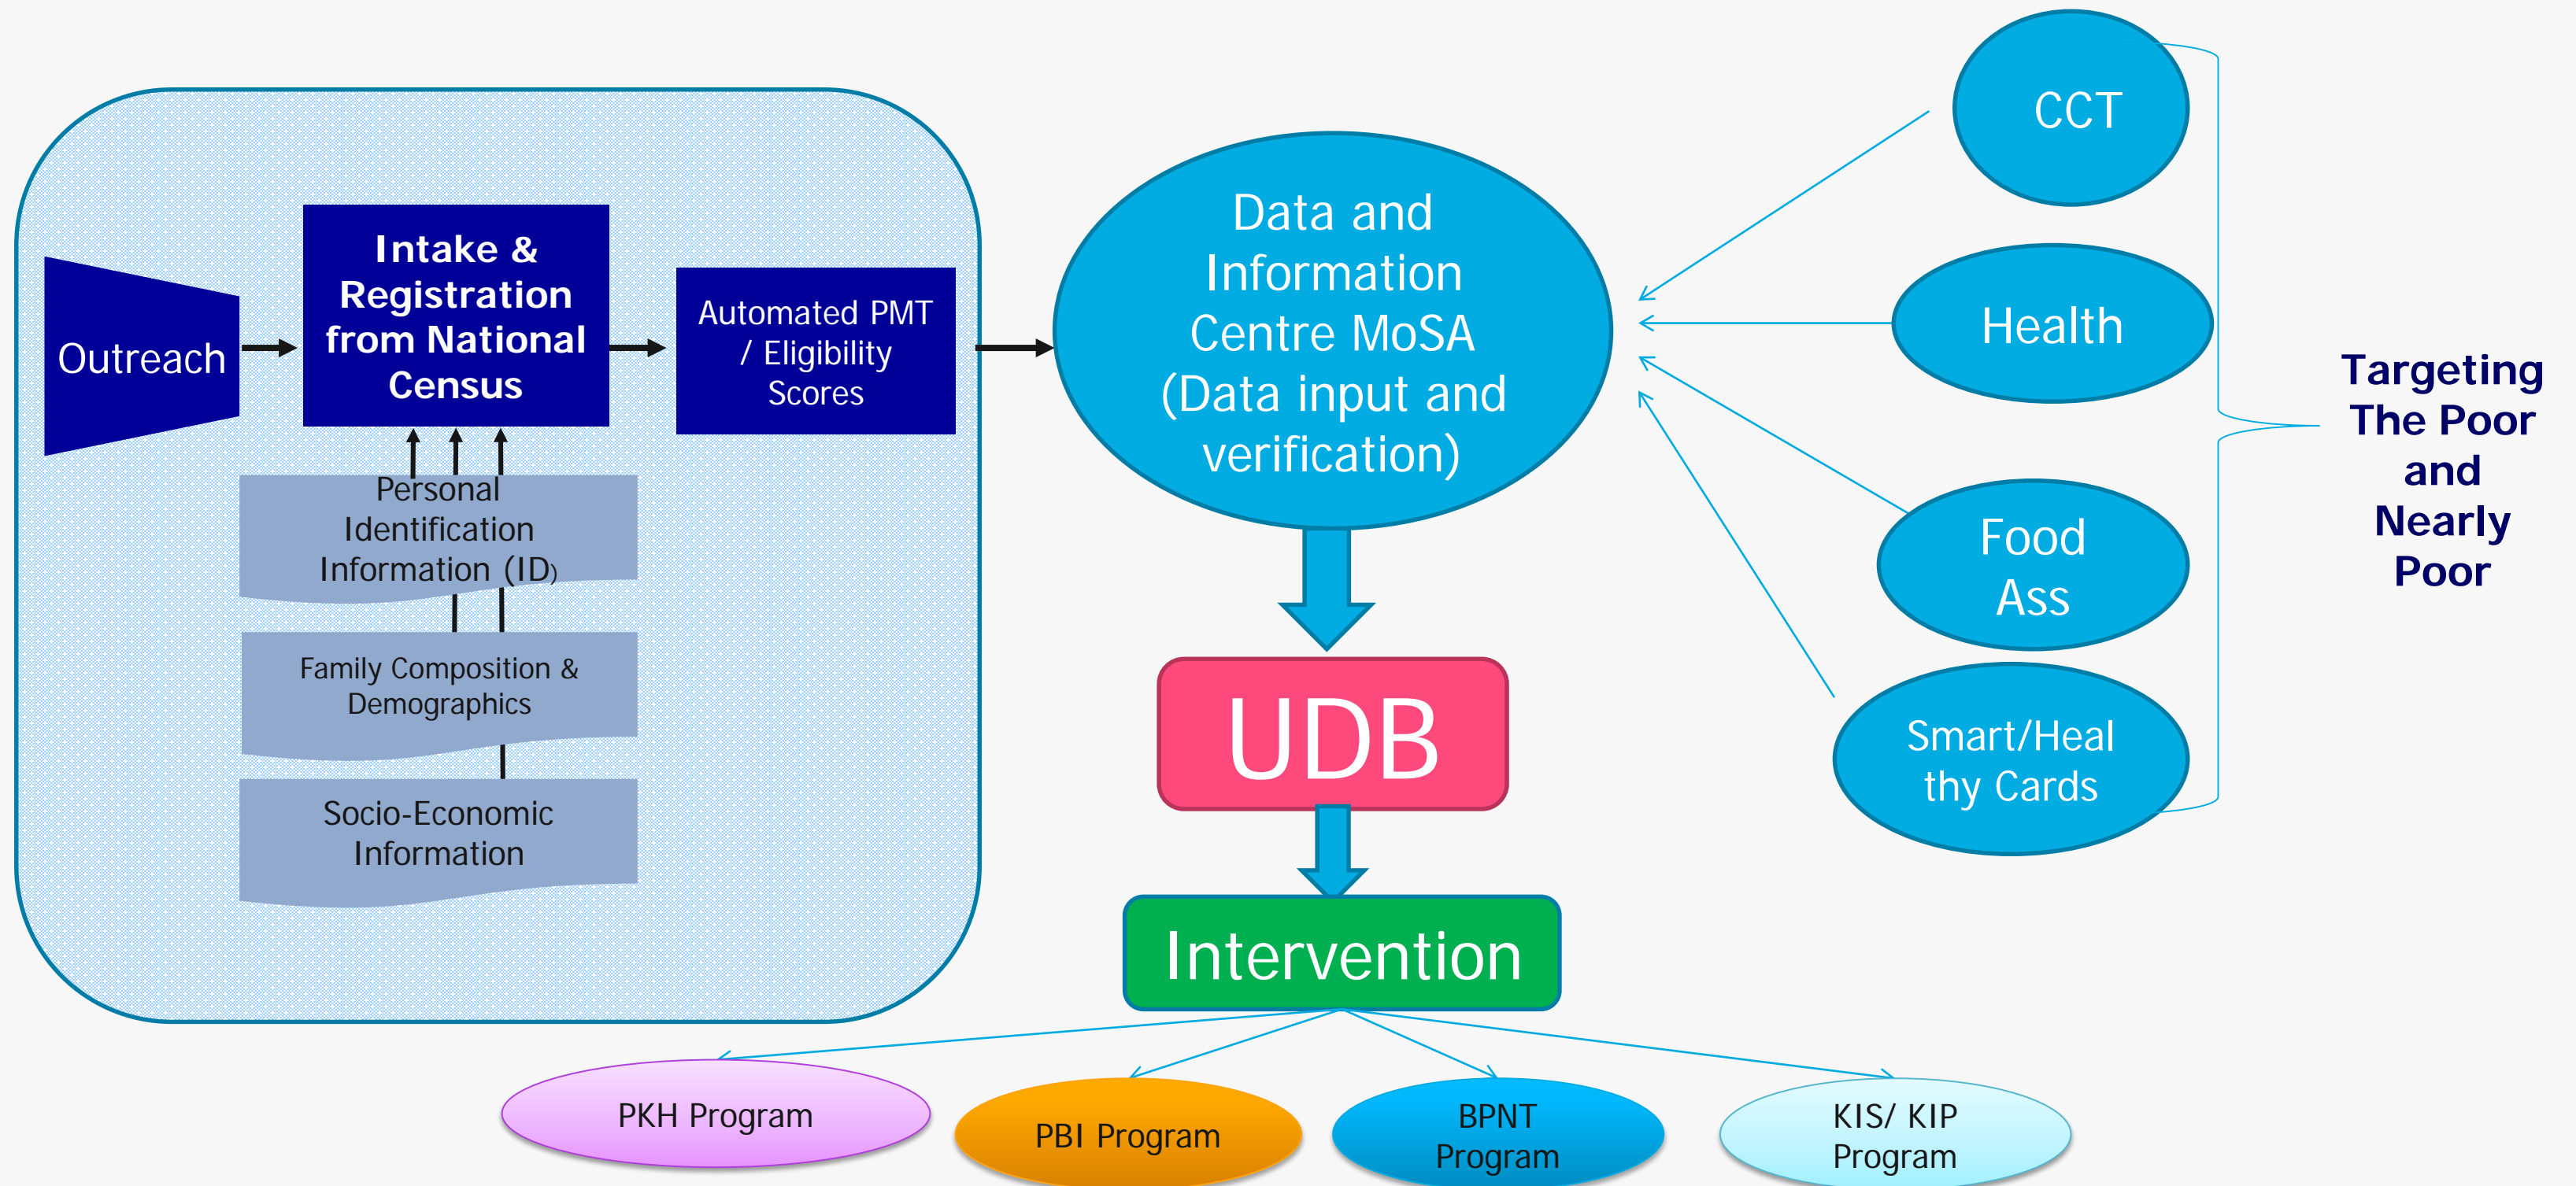 Outreach
Intake &
Registration
from National
Census
Automated PMT
/ Eligibility
Scores
Personal
Identification
Information (ID)
Family Composition &
Demographics
Socio-Economic
Information
Data and
Information
Centre MoSA
(Data input and
verification)
UDB
Intervention
CCT
Health
Food
Ass
Smart/Heal
thy Cards
Targeting
The Poor
and
Nearly
Poor
PKH Program
PBI Program
BPNT
Program
KIS/ KIP
Program